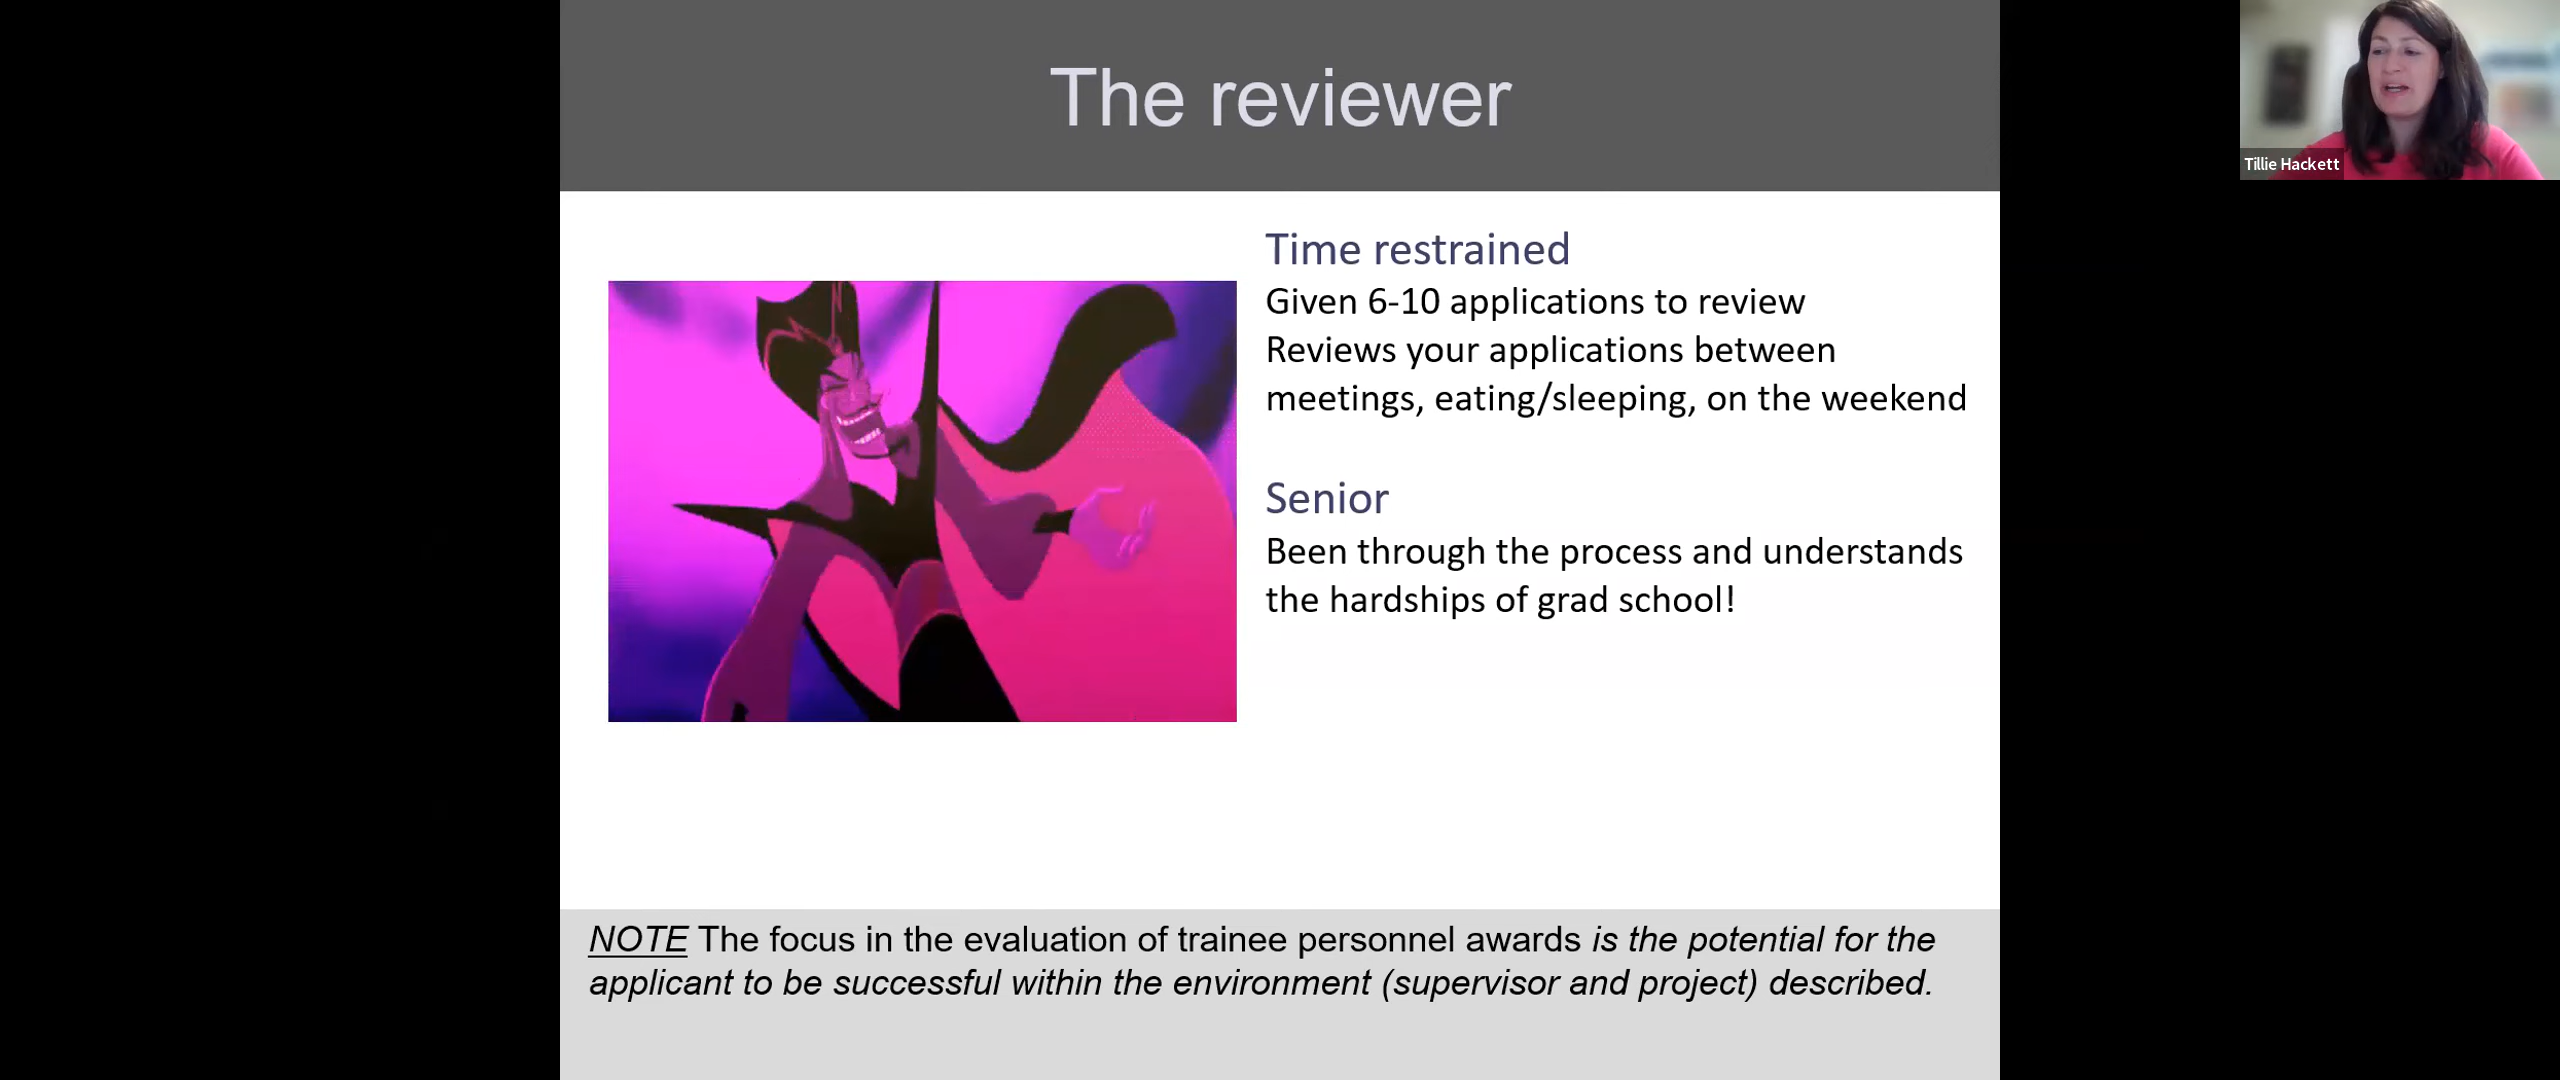 The reviewer
Tillie Hackett
Time restrained
Given 6-10 applications to review
Reviews your applications between
meetings, eating/sleeping, on the weekend
Senior
Been through the process and understands
the hardships of grad school!
NOTE The focus in the evaluation of trainee personnel awards is the potential for the
applicant to be successful within the environment (supervisor and project) described.